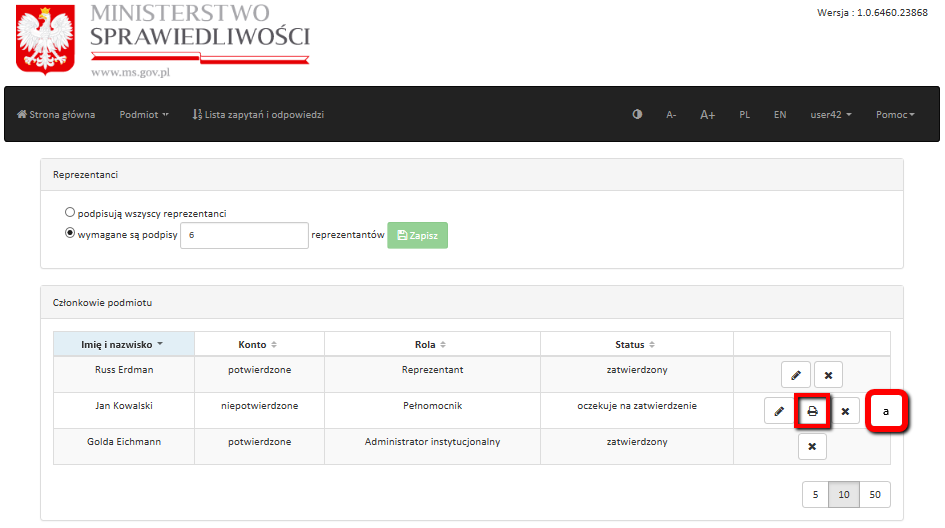 MINISTERSTWO
SPRAWIEDLIWOŚCI
www.ms.gov.pl
Wersja : 1.0.6460.23868
Strona główna Podmiot Lista zapytań i odpowiedzi A- A+ PL EN user42 Pomoc
Reprezentanci
podpisują wszyscy reprezentanci
wymagane są podpisy 6 reprezentantów Zapisz
Członkowie podmiotu
Imię i nazwisko Konto Rola Status
Russ Erdman potwierdzone Reprezentant zatwierdzony
Jan Kowalski niepotwierdzone Pełnomocnik oczekuje na zatwierdzenie a
Golda Eichmann potwierdzone Administrator instytucjonalny zatwierdzony
5 10 50